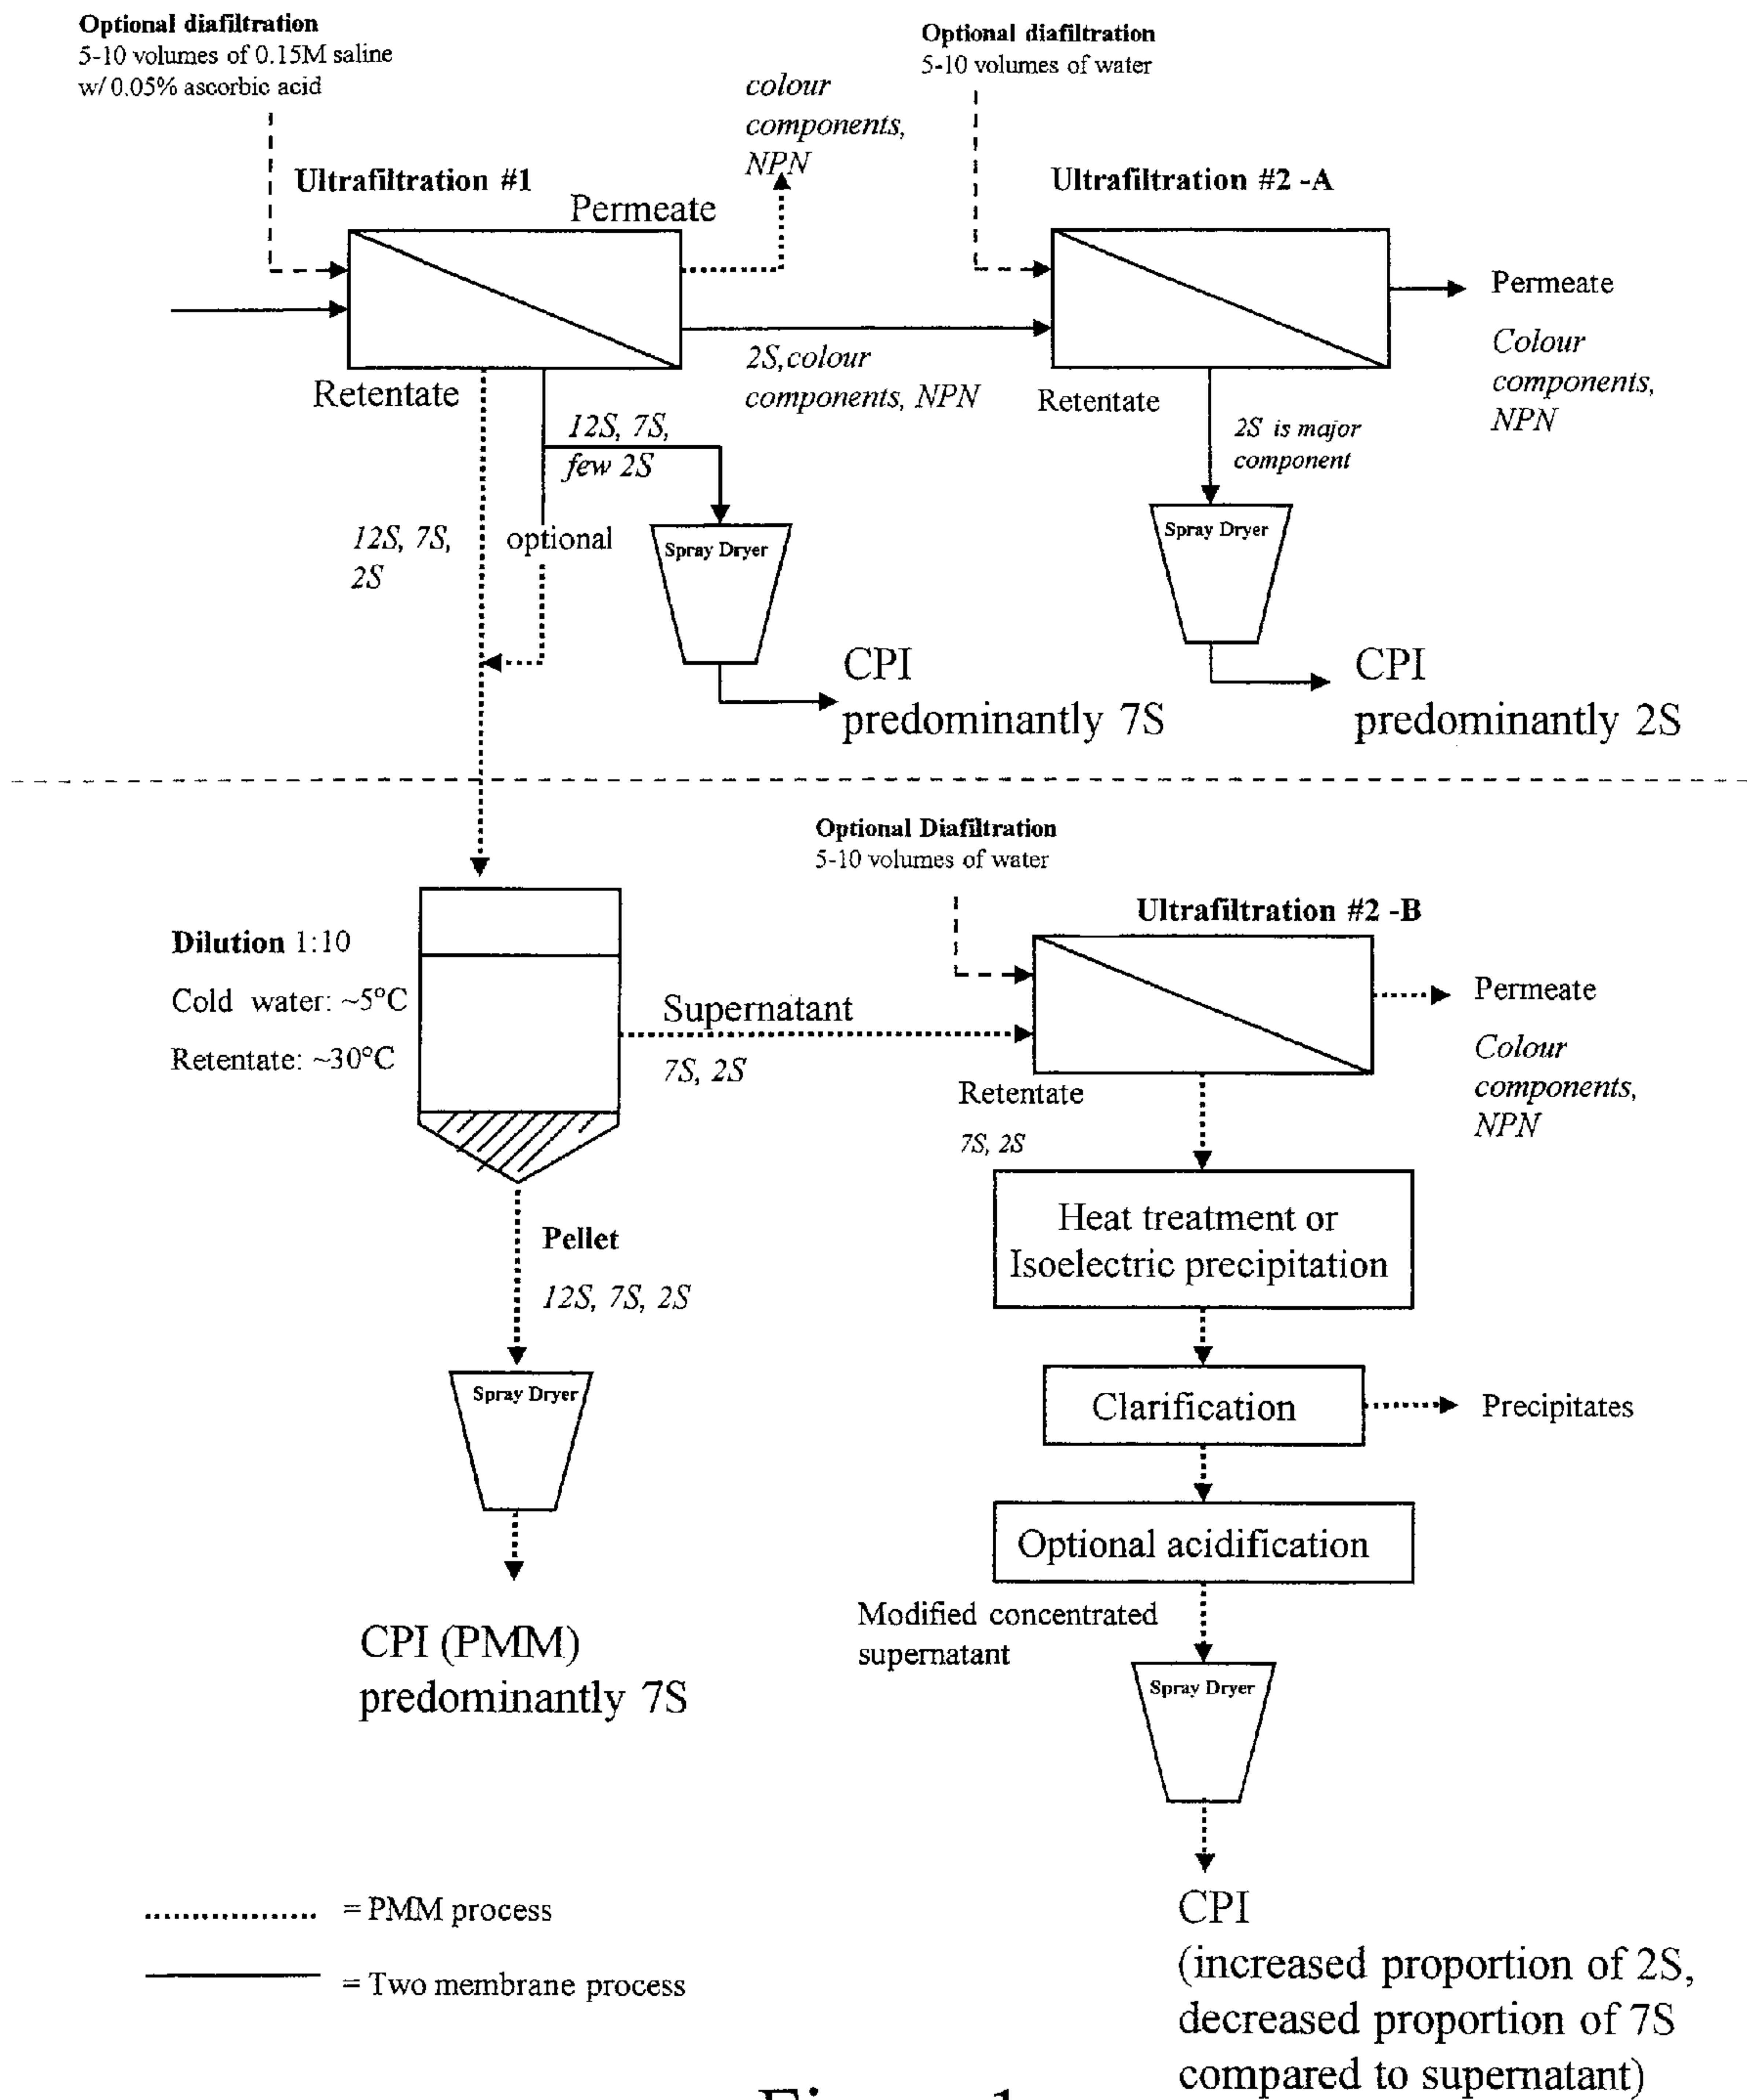 Optional diafiltration
5-10 volumes of 0.15M saline
w/ 0.05% ascorbic acid
Optional diafiltration
5-10 volumes of water
colour
components,
NPN
Ultrafiltration #1
Permeate
Ultrafiltration #2 -A
Permeate
Colour
components,
NPN
2S, colour
components, NPN
Retentate
Retentate
12S, 7S,
few 2S
2S is major
component
12S, 7S,
2S
optional
Spray Dryer
Spray Dryer
CPI
predominantly 7S
CPI
predominantly 2S
Optional Diafiltration
5-10 volumes of water
Ultrafiltration #2 -B
Dilution 1:10
Cold water: ~5°C
Retentate: ~30°C
Supernatant
7S, 2S
Permeate
Colour
components,
NPN
Retentate
7S, 2S
Heat treatment or
Isoelectric precipitation
Pellet
12S, 7S, 2S
Clarification
Precipitates
Spray Dryer
Optional acidification
Modified concentrated
supernatant
CPI (PMM)
predominantly 7S
Spray Dryer
= PMM process
= Two membrane process
CPI
(increased proportion of 2S,
decreased proportion of 7S
compared to supernatant)